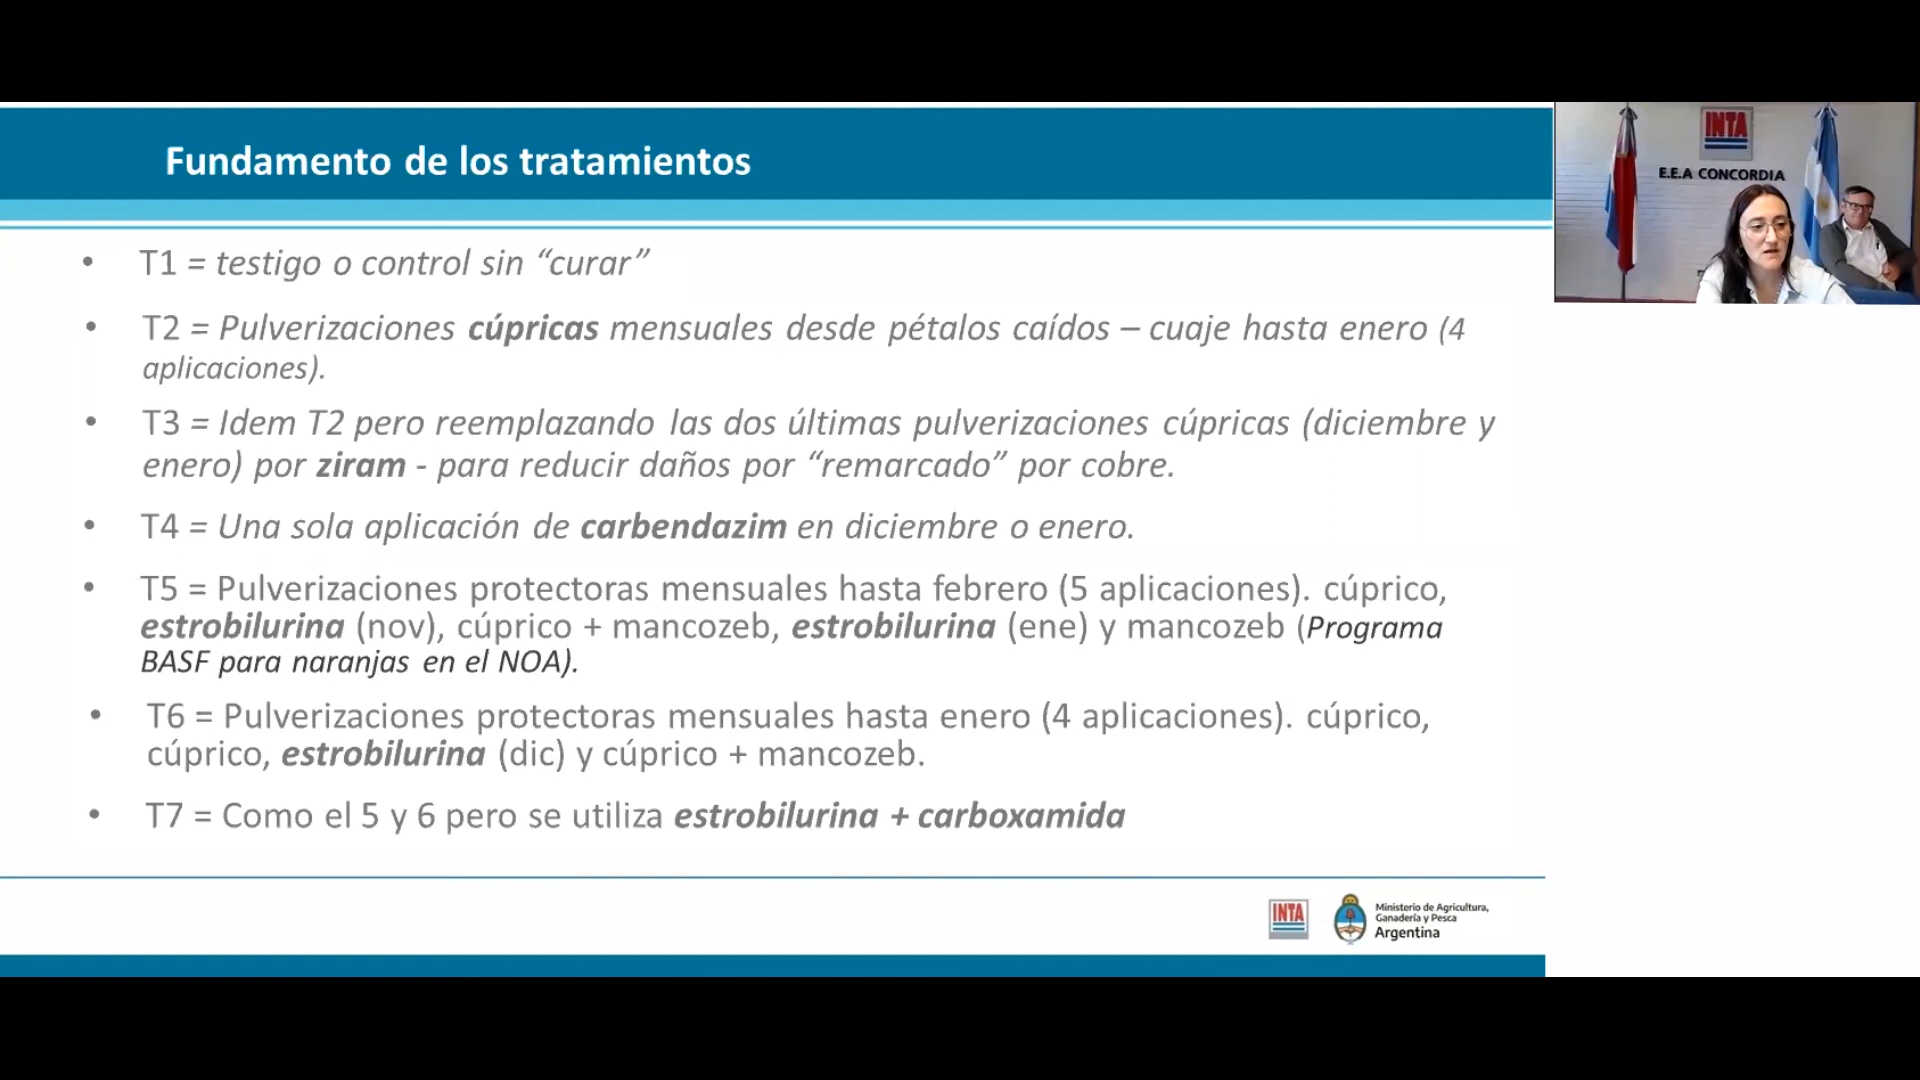 Fundamento de los tratamientos
INTA
E.E.A CONCORDIA
• T1 = testigo o control sin “curar”
• T2 = Pulverizaciones cúpricas mensuales desde pétalos caídos – cuaje hasta enero (4
aplicaciones).
• T3 = Idem T2 pero reemplazando las dos últimas pulverizaciones cúpricas (diciembre y
enero) por ziram - para reducir daños por “remarcado” por cobre.
• T4 = Una sola aplicación de carbendazim en diciembre o enero.
• T5 = Pulverizaciones protectoras mensuales hasta febrero (5 aplicaciones). cúprico,
estrobilurina (nov), cúprico + mancozeb, estrobilurina (ene) y mancozeb (Programa
BASF para naranjas en el NOA).
• T6 = Pulverizaciones protectoras mensuales hasta enero (4 aplicaciones). cúprico,
cúprico, estrobilurina (dic) y cúprico + mancozeb.
• T7 = Como el 5 y 6 pero se utiliza estrobilurina + carboxamida
INTA
Ministerio de Agricultura,
Ganadería y Pesca
Argentina